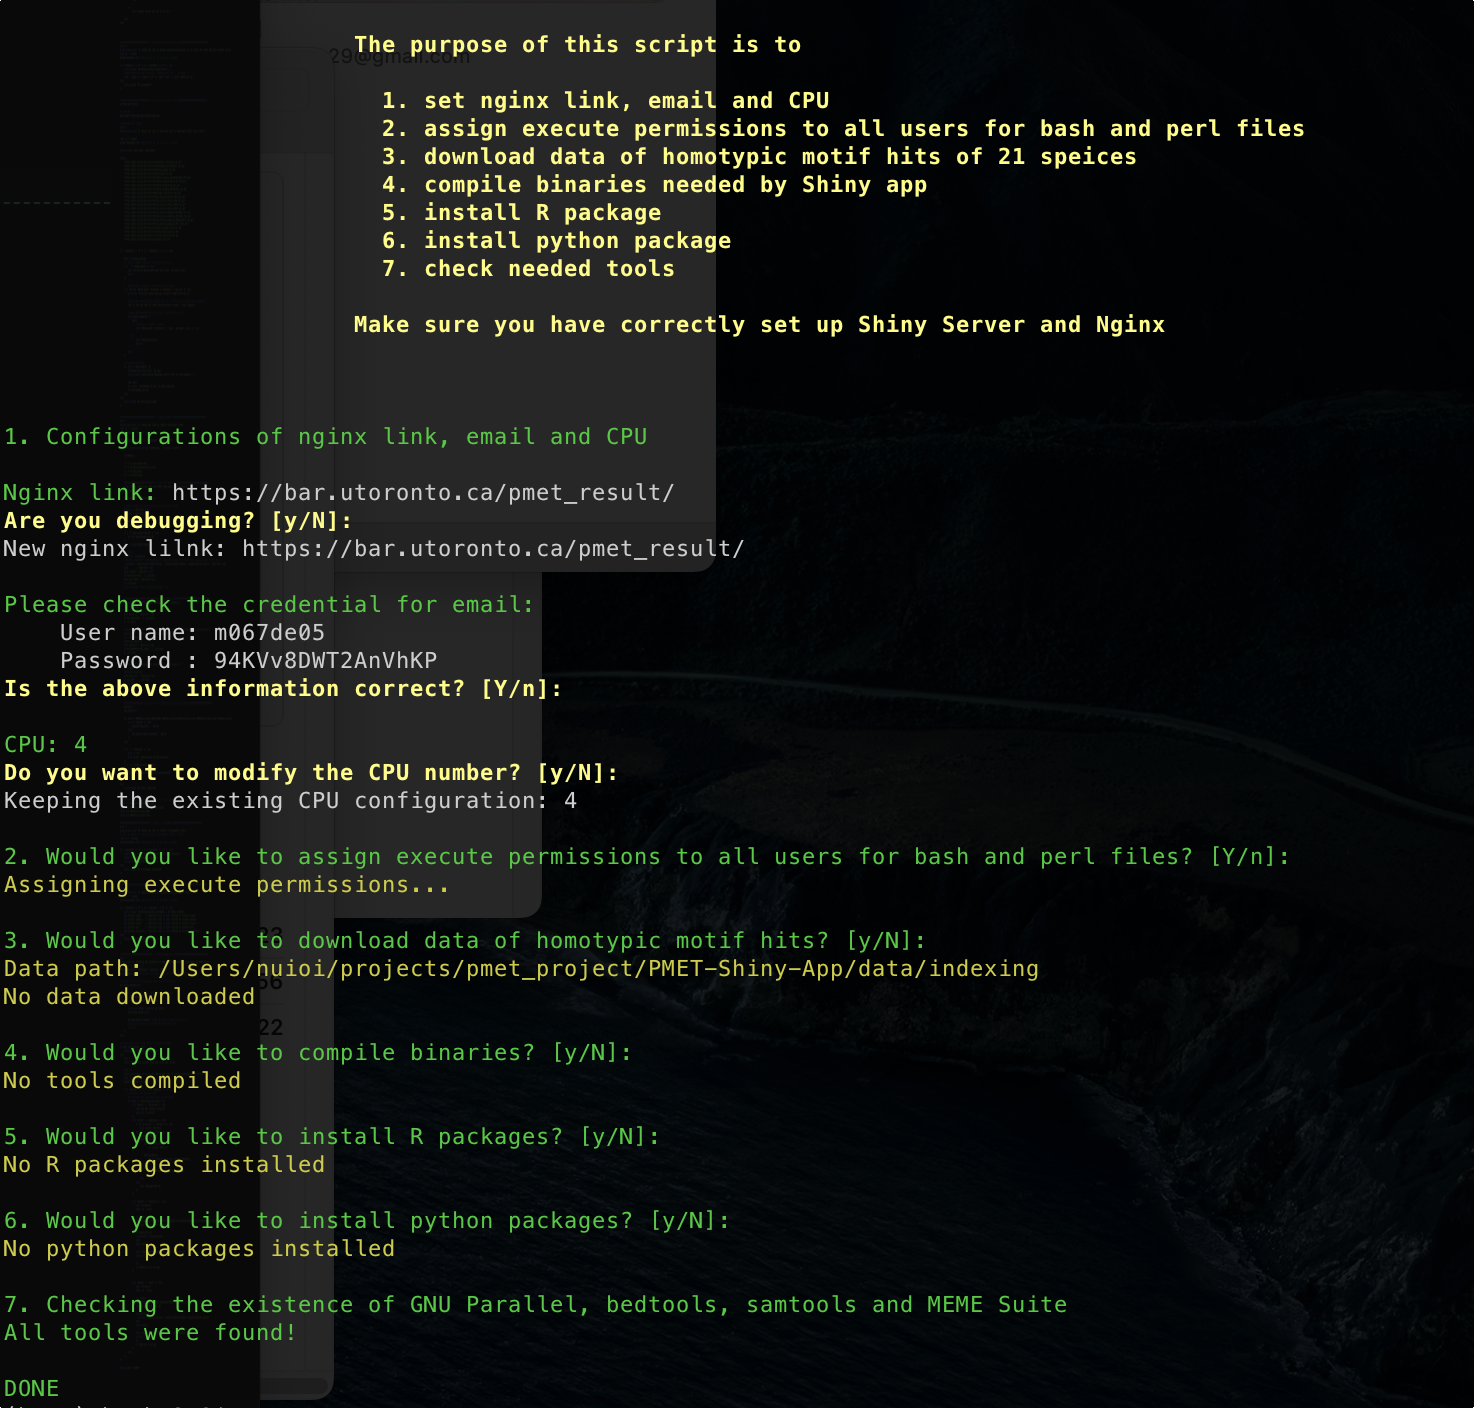 The purpose of this script is to
29@gmail.com
1. set nginx link, email and CPU
2. assign execute permissions to all users for bash and perl files
3. download data of homotypic motif hits of 21 speices
4. compile binaries needed by Shiny app
5. install R package
6. install python package
7. check needed tools
Make sure you have correctly set up Shiny Server and Nginx
1. Configurations of nginx link, email and CPU
Nginx link: https://bar.utoronto.ca/pmet_result/
Are you debugging? [y/N]:
New nginx lilnk: https://bar.utoronto.ca/pmet_result/
Please check the credential for email:
User name: m067de05
Password : 94KVv8DWT2AnVhKP
Is the above information correct? [Y/n]:
CPU: 4
Do you want to modify the CPU number? [y/N]:
Keeping the existing CPU configuration: 4
2. Would you like to assign execute permissions to all users for bash and perl files? [Y/n]:
Assigning execute permissions...
3. Would you like to download data of homotypic motif hits? [y/N]:
Data path: /Users/nuioi/projects/pmet_project/PMET-Shiny-App/data/indexing
No data downloaded
22
4. Would you like to compile binaries? [y/N]:
No tools compiled
5. Would you like to install R packages? [y/N]:
No R packages installed
6. Would you like to install python packages? [y/N]:
No python packages installed
7. Checking the existence of GNU Parallel, bedtools, samtools and MEME Suite
All tools were found!
DONE